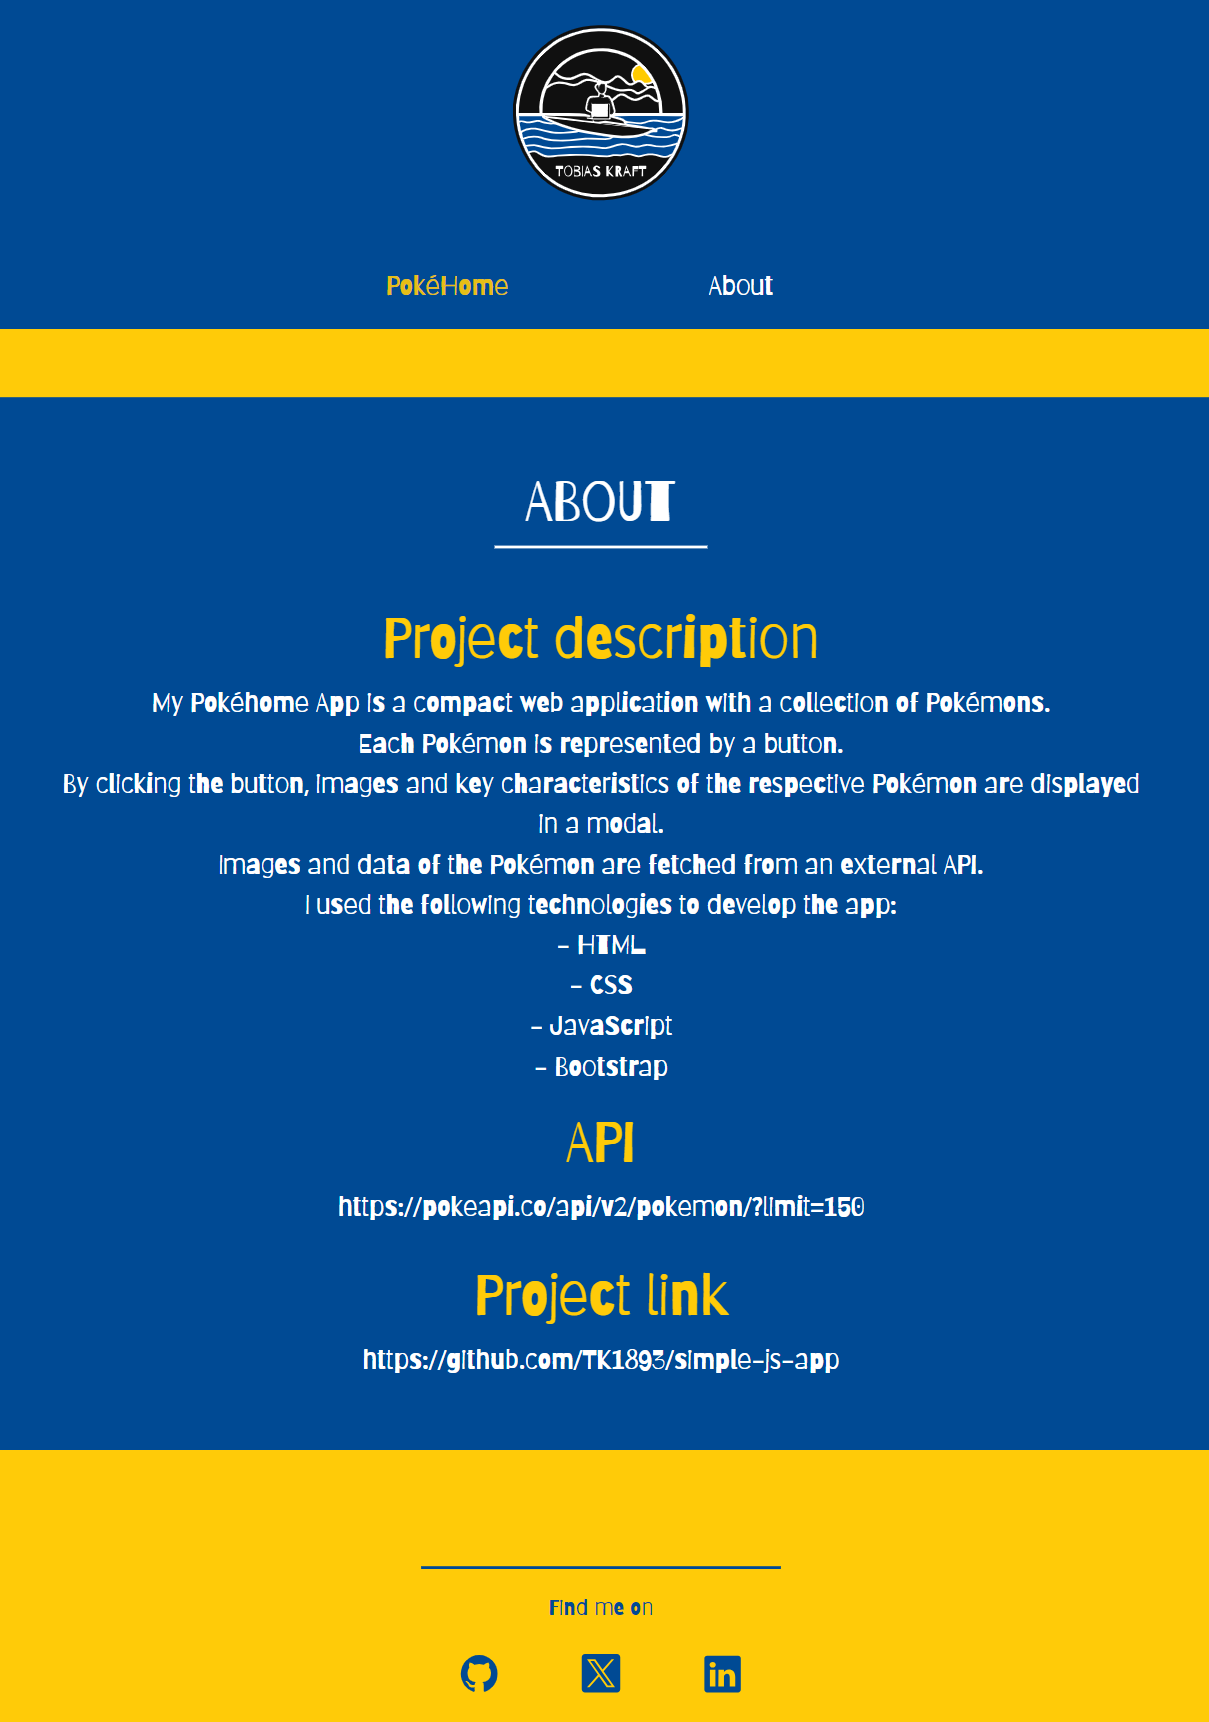 TOBIAS KRAFT
PokéHome
About
ABOUT
Project description
My Pokéhome App is a compact web application with a collection of Pokémons.
Each Pokémon is represented by a button.
By clicking the button, images and key characteristics of the respective Pokémon are displayed
in a modal.
Images and data of the Pokémon are fetched from an external API.
I used the following technologies to develop the app:
- HTML
- CSS
- JavaScript
- Bootstrap
API
https://pokeapi.co/api/v2/pokemon/?limit=150
Project link
https://github.com/TK1893/simple-js-app
Find me on